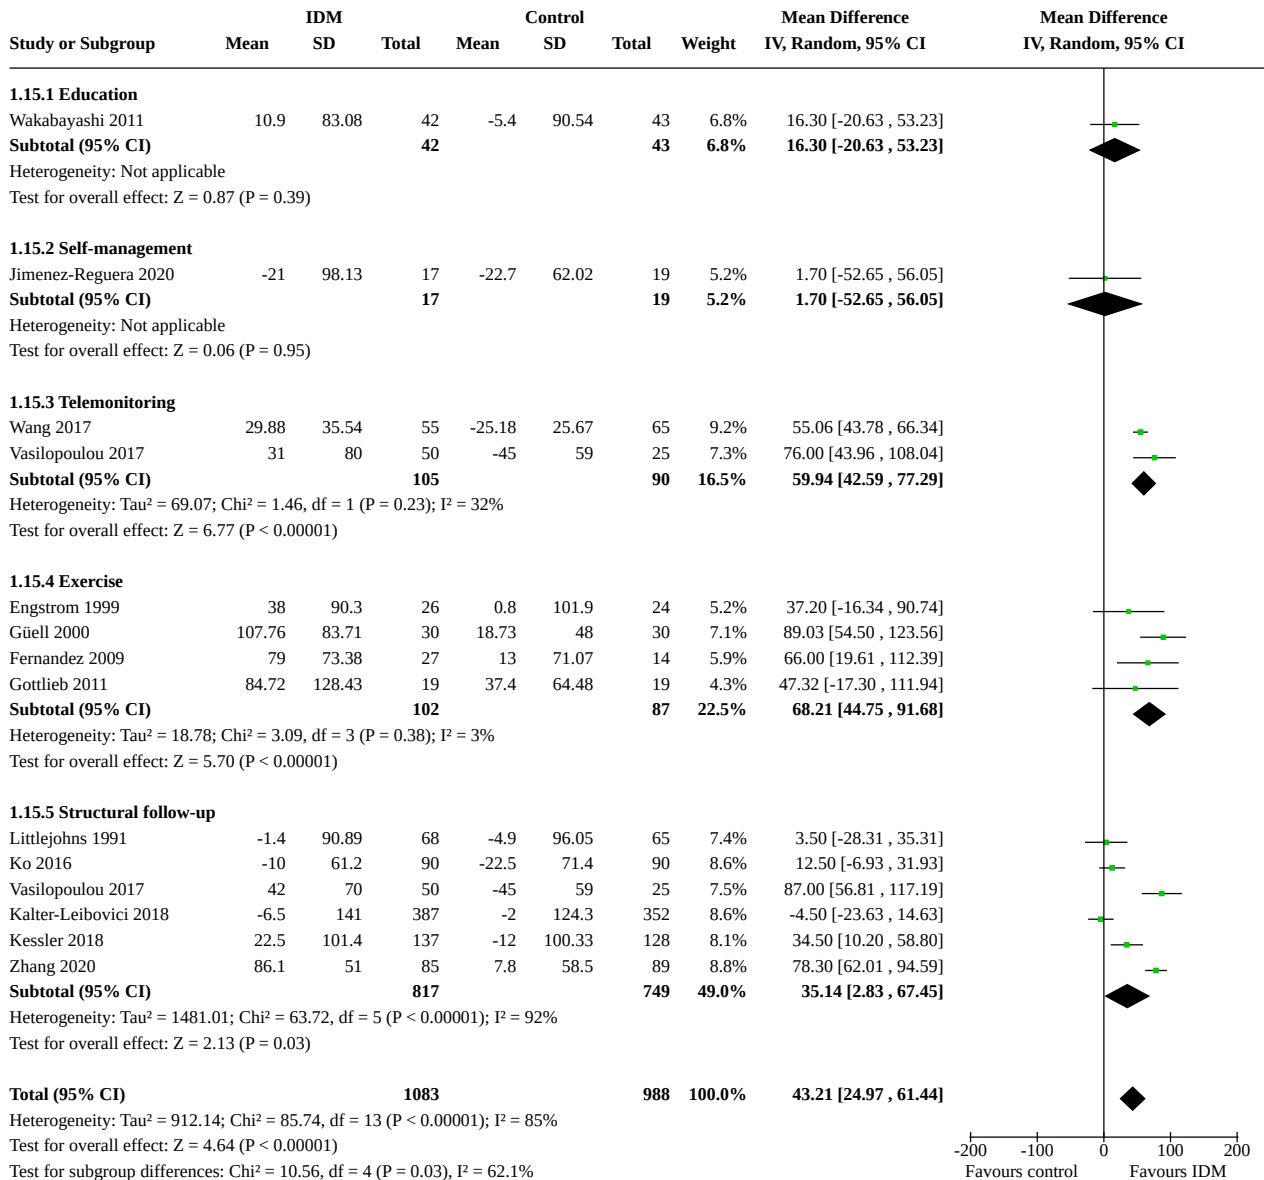 IDM Control Mean Difference Mean Difference
Study or Subgroup Mean SD Total Mean SD Total Weight IV, Random, 95% CI IV, Random, 95% CI
1.15.1 Education
Wakabayashi 2011 10.9 83.08 42 -5.4 90.54 43 6.8% 16.30 [-20.63 , 53.23]
Subtotal (95% CI) 42 43 6.8% 16.30 [-20.63 , 53.23]
Heterogeneity: Not applicable
Test for overall effect: Z = 0.87 (P = 0.39)
1.15.2 Self-management
Jimenez-Reguera 2020 -21 98.13 17 -22.7 62.02 19 5.2% 1.70 [-52.65 , 56.05]
Subtotal (95% CI) 17 19 5.2% 1.70 [-52.65 , 56.05]
Heterogeneity: Not applicable
Test for overall effect: Z = 0.06 (P = 0.95)
1.15.3 Telemonitoring
Wang 2017 29.88 35.54 55 -25.18 25.67 65 9.2% 55.06 [43.78 , 66.34]
Vasilopoulou 2017 31 80 50 -45 59 25 7.3% 76.00 [43.96 , 108.04]
Subtotal (95% CI) 105 90 16.5% 59.94 [42.59 , 77.29]
Heterogeneity: Tau² = 69.07; Chi² = 1.46, df = 1 (P = 0.23); I² = 32%
Test for overall effect: Z = 6.77 (P < 0.00001)
1.15.4 Exercise
Engstrom 1999 38 90.3 26 0.8 101.9 24 5.2% 37.20 [-16.34 , 90.74]
Güell 2000 107.76 83.71 30 18.73 48 30 7.1% 89.03 [54.50 , 123.56]
Fernandez 2009 79 73.38 27 13 71.07 14 5.9% 66.00 [19.61 , 112.39]
Gottlieb 2011 84.72 128.43 19 37.4 64.48 19 4.3% 47.32 [-17.30 , 111.94]
Subtotal (95% CI) 102 87 22.5% 68.21 [44.75 , 91.68]
Heterogeneity: Tau² = 18.78; Chi² = 3.09, df = 3 (P = 0.38); I² = 3%
Test for overall effect: Z = 5.70 (P < 0.00001)
1.15.5 Structural follow-up
Littlejohns 1991 -1.4 90.89 68 -4.9 96.05 65 7.4% 3.50 [-28.31 , 35.31]
Ko 2016 -10 61.2 90 -22.5 71.4 90 8.6% 12.50 [-6.93 , 31.93]
Vasilopoulou 2017 42 70 50 -45 59 25 7.5% 87.00 [56.81 , 117.19]
Kalter-Leibovici 2018 -6.5 141 387 -2 124.3 352 8.6% -4.50 [-23.63 , 14.63]
Kessler 2018 22.5 101.4 137 -12 100.33 128 8.1% 34.50 [10.20 , 58.80]
Zhang 2020 86.1 51 85 7.8 58.5 89 8.8% 78.30 [62.01 , 94.59]
Subtotal (95% CI) 817 749 49.0% 35.14 [2.83 , 67.45]
Heterogeneity: Tau² = 1481.01; Chi² = 63.72, df = 5 (P < 0.00001); I² = 92%
Test for overall effect: Z = 2.13 (P = 0.03)
Total (95% CI) 1083 988 100.0% 43.21 [24.97 , 61.44]
Heterogeneity: Tau² = 912.14; Chi² = 85.74, df = 13 (P < 0.00001); I² = 85%
Test for overall effect: Z = 4.64 (P < 0.00001)
-200 -100 0 100 200
Test for subgroup differences: Chi² = 10.56, df = 4 (P = 0.03), I² = 62.1%
Favours control Favours IDM